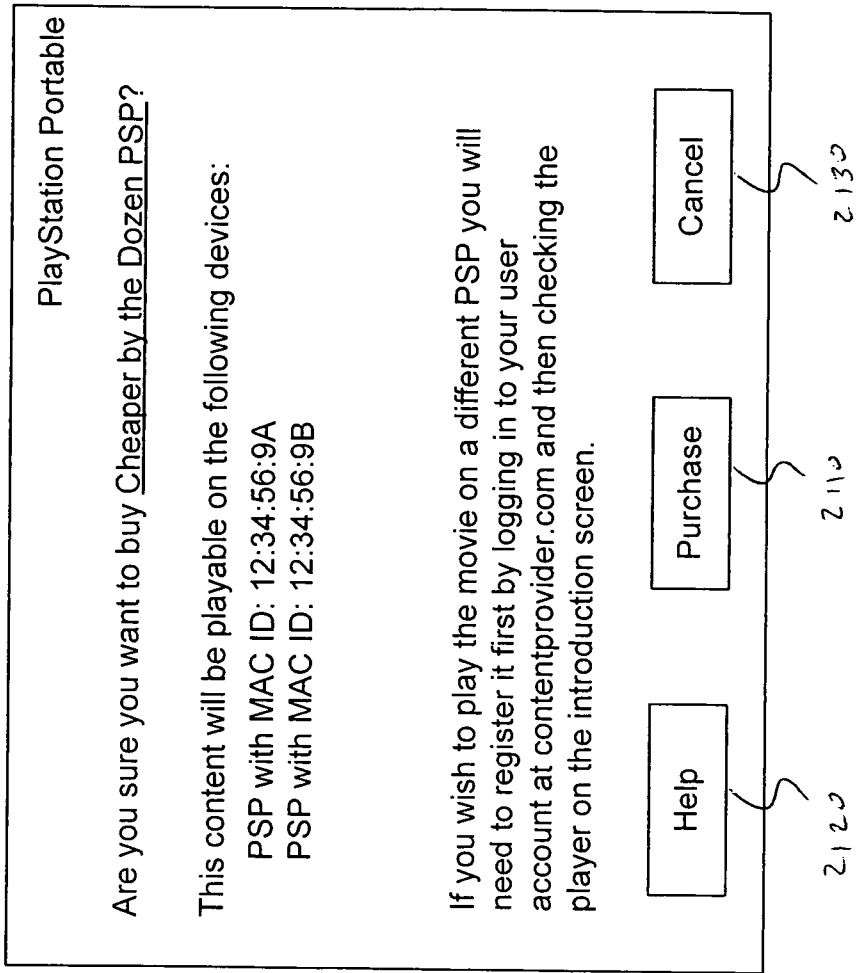 PlayStation Portable
Are you sure you want to buy Cheaper by the Dozen PSP?
This content will be playable on the following devices:
PSP with MAC ID: 12:34:56:9A
PSP with MAC ID: 12:34:56:9B
If you wish to play the movie on a different PSP you will
need to register it first by logging in to your user
account at contentprovider.com and then checking the
player on the introduction screen.
Help
Purchase
Cancel
2120
2110
2130